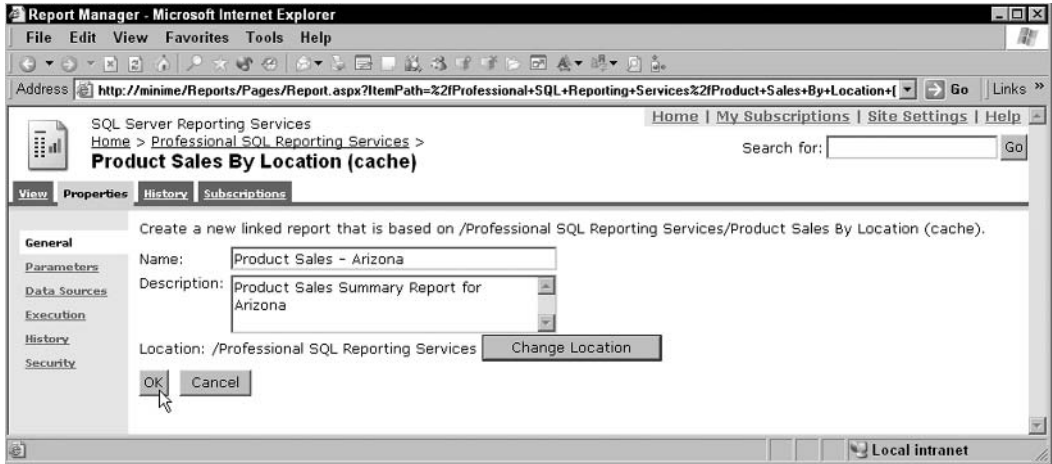 Report Manager - Microsoft Internet Explorer
File Edit View Favorites Tools Help
Address http://minime/Reports/Pages/Report.aspx?ItemPath=%2fProfessional+SQL+Reporting+Services%2fProduct+Sales+By+Location+( Go Links »
SQL Server Reporting Services
Home | My Subscriptions | Site Settings | Help
Home > Professional SQL Reporting Services >
Search for: Go
Product Sales By Location (cache)
View Properties History Subscriptions
Create a new linked report that is based on /Professional SQL Reporting Services/Product Sales By Location (cache).
General
Parameters
Data Sources
Execution
History
Security
Name: Product Sales - Arizona
Description: Product Sales Summary Report for
Arizona
Location: /Professional SQL Reporting Services Change Location
OK Cancel
Local intranet